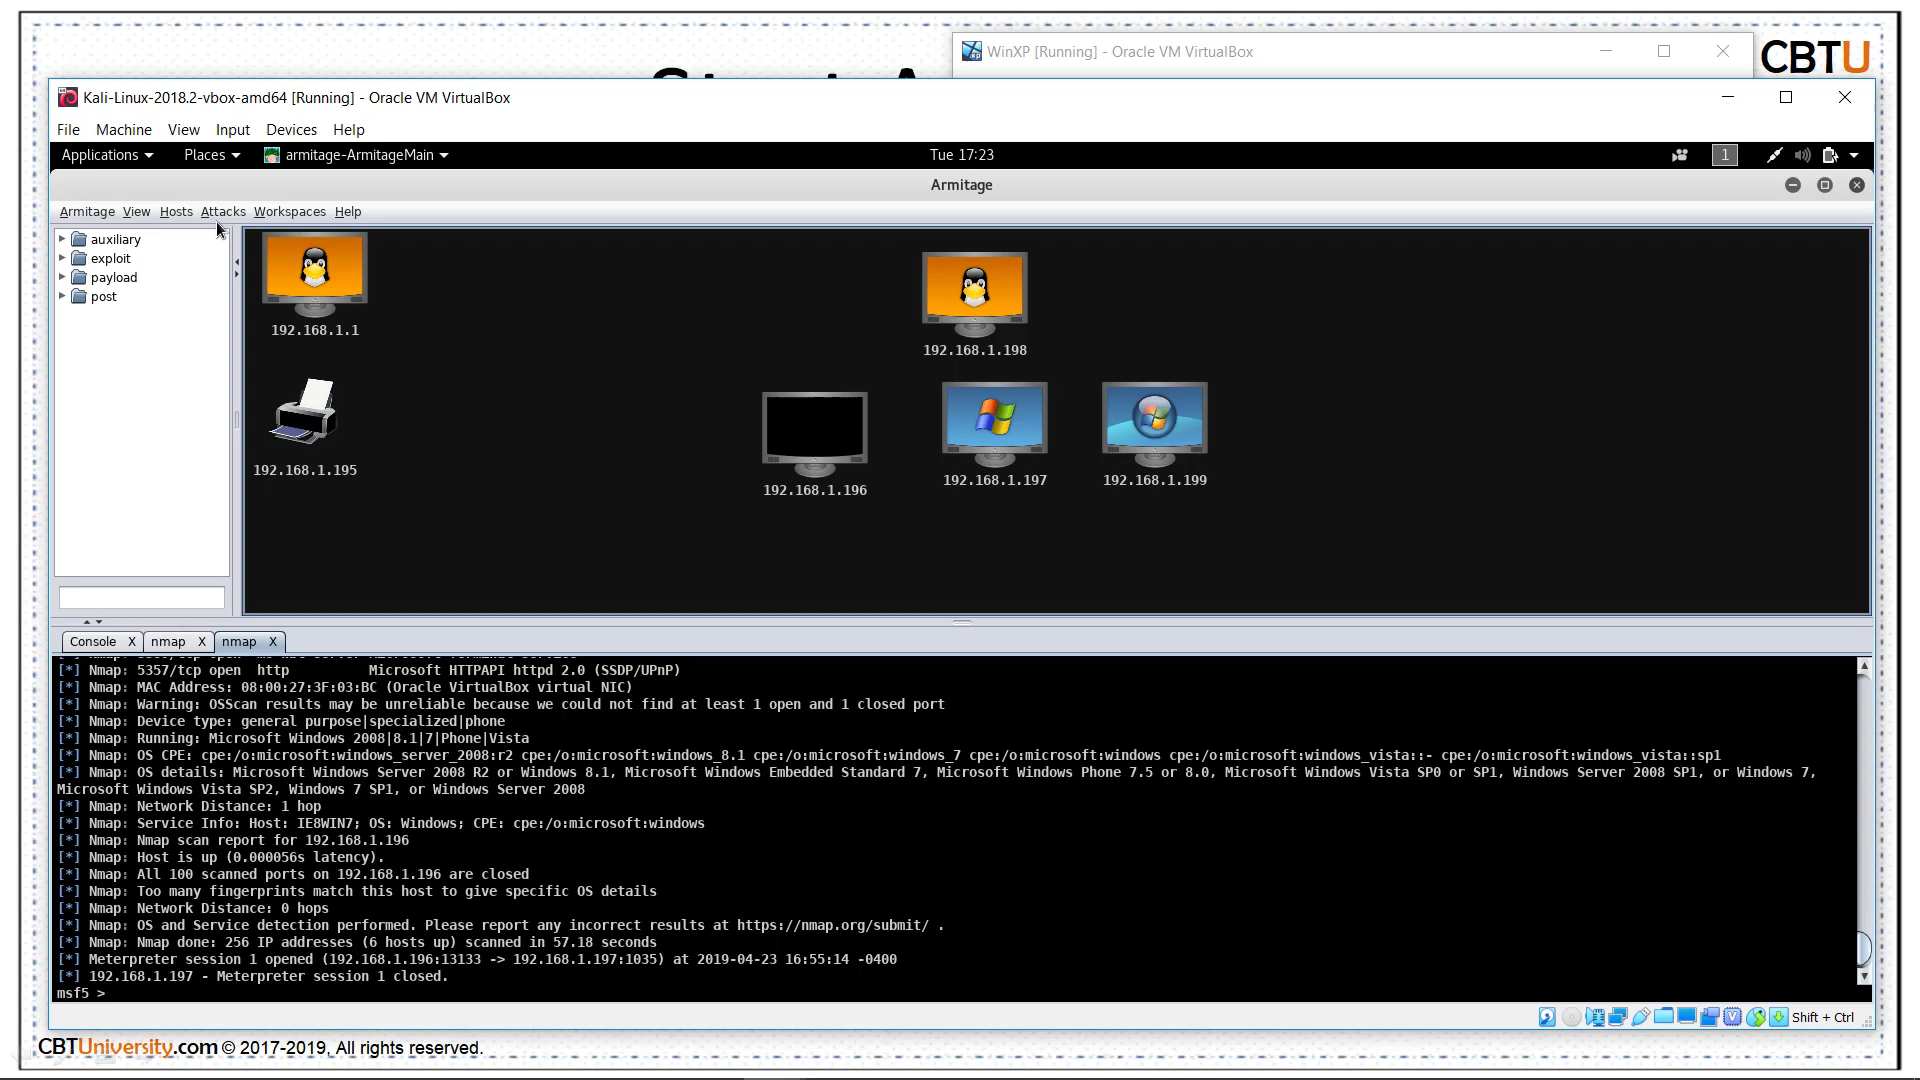 WinXP [Running] - Oracle VM VirtualBox
CBTU
Kali-Linux-2018.2-vbox-amd64 [Running] - Oracle VM VirtualBox
File Machine View Input Devices Help
Applications Places armitage-ArmitageMain Tue 17:23 1
Armitage
Armitage View Hosts Attacks Workspaces Help
auxiliary
exploit
payload
post
192.168.1.1
192.168.1.198
192.168.1.195
192.168.1.196
192.168.1.197
192.168.1.199
Console X nmap X nmap X
[*] Nmap: 5357/tcp open http Microsoft HTTPAPI httpd 2.0 (SSDP/UPnP)
[*] Nmap: MAC Address: 08:00:27:3F:03:BC (Oracle VirtualBox virtual NIC)
[*] Nmap: Warning: OSScan results may be unreliable because we could not find at least 1 open and 1 closed port
[*] Nmap: Device type: general purpose|specialized|phone
[*] Nmap: Running: Microsoft Windows 2008|8.1|7|Phone|Vista
[*] Nmap: OS CPE: cpe:/o:microsoft:windows_server_2008:r2 cpe:/o:microsoft:windows_8.1 cpe:/o:microsoft:windows_7 cpe:/o:microsoft:windows cpe:/o:microsoft:windows_vista::- cpe:/o:microsoft:windows_vista::sp1
[*] Nmap: OS details: Microsoft Windows Server 2008 R2 or Windows 8.1, Microsoft Windows Embedded Standard 7, Microsoft Windows Phone 7.5 or 8.0, Microsoft Windows Vista SP0 or SP1, Windows Server 2008 SP1, or Windows 7,
Microsoft Windows Vista SP2, Windows 7 SP1, or Windows Server 2008
[*] Nmap: Network Distance: 1 hop
[*] Nmap: Service Info: Host: IE8WIN7; OS: Windows; CPE: cpe:/o:microsoft:windows
[*] Nmap: Nmap scan report for 192.168.1.196
[*] Nmap: Host is up (0.000056s latency).
[*] Nmap: All 100 scanned ports on 192.168.1.196 are closed
[*] Nmap: Too many fingerprints match this host to give specific OS details
[*] Nmap: Network Distance: 0 hops
[*] Nmap: OS and Service detection performed. Please report any incorrect results at https://nmap.org/submit/ .
[*] Nmap: Nmap done: 256 IP addresses (6 hosts up) scanned in 57.18 seconds
[*] Meterpreter session 1 opened (192.168.1.196:13133 -> 192.168.1.197:1035) at 2019-04-23 16:55:14 -0400
[*] 192.168.1.197 - Meterpreter session 1 closed.
msf5 >
Shift + Ctrl
CBTUniversity.com © 2017-2019, All rights reserved.